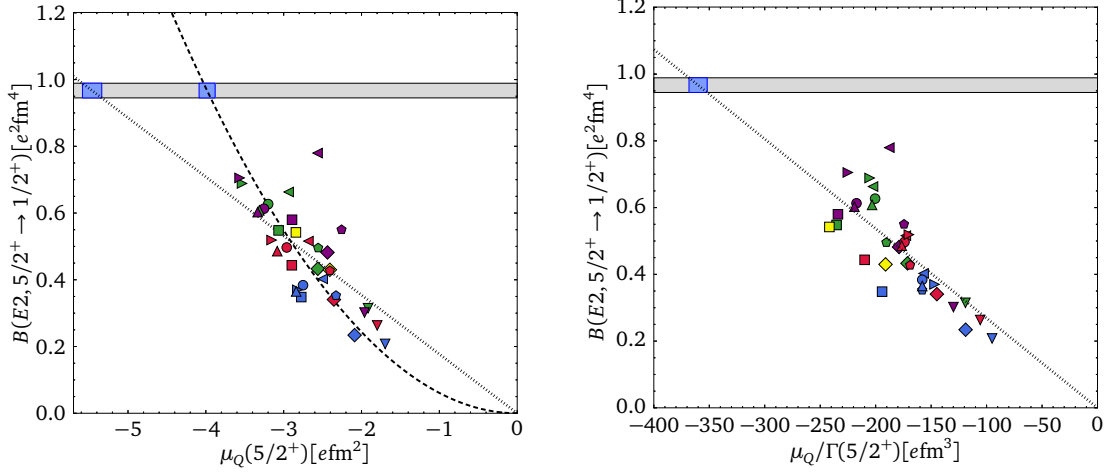 1.2
1.0
0.8
0.6
0.4
0.2
0.0
B(E2, 5/2⁺ → 1/2⁺)[e²fm⁴]
−5 −4 −3 −2 −1 0
μ_Q(5/2⁺)[efm²]
1.2
1.0
0.8
0.6
0.4
0.2
0.0
B(E2, 5/2⁺ → 1/2⁺)[e²fm⁴]
−400 −350 −300 −250 −200 −150 −100 −50 0
μ_Q/Γ(5/2⁺)[efm³]